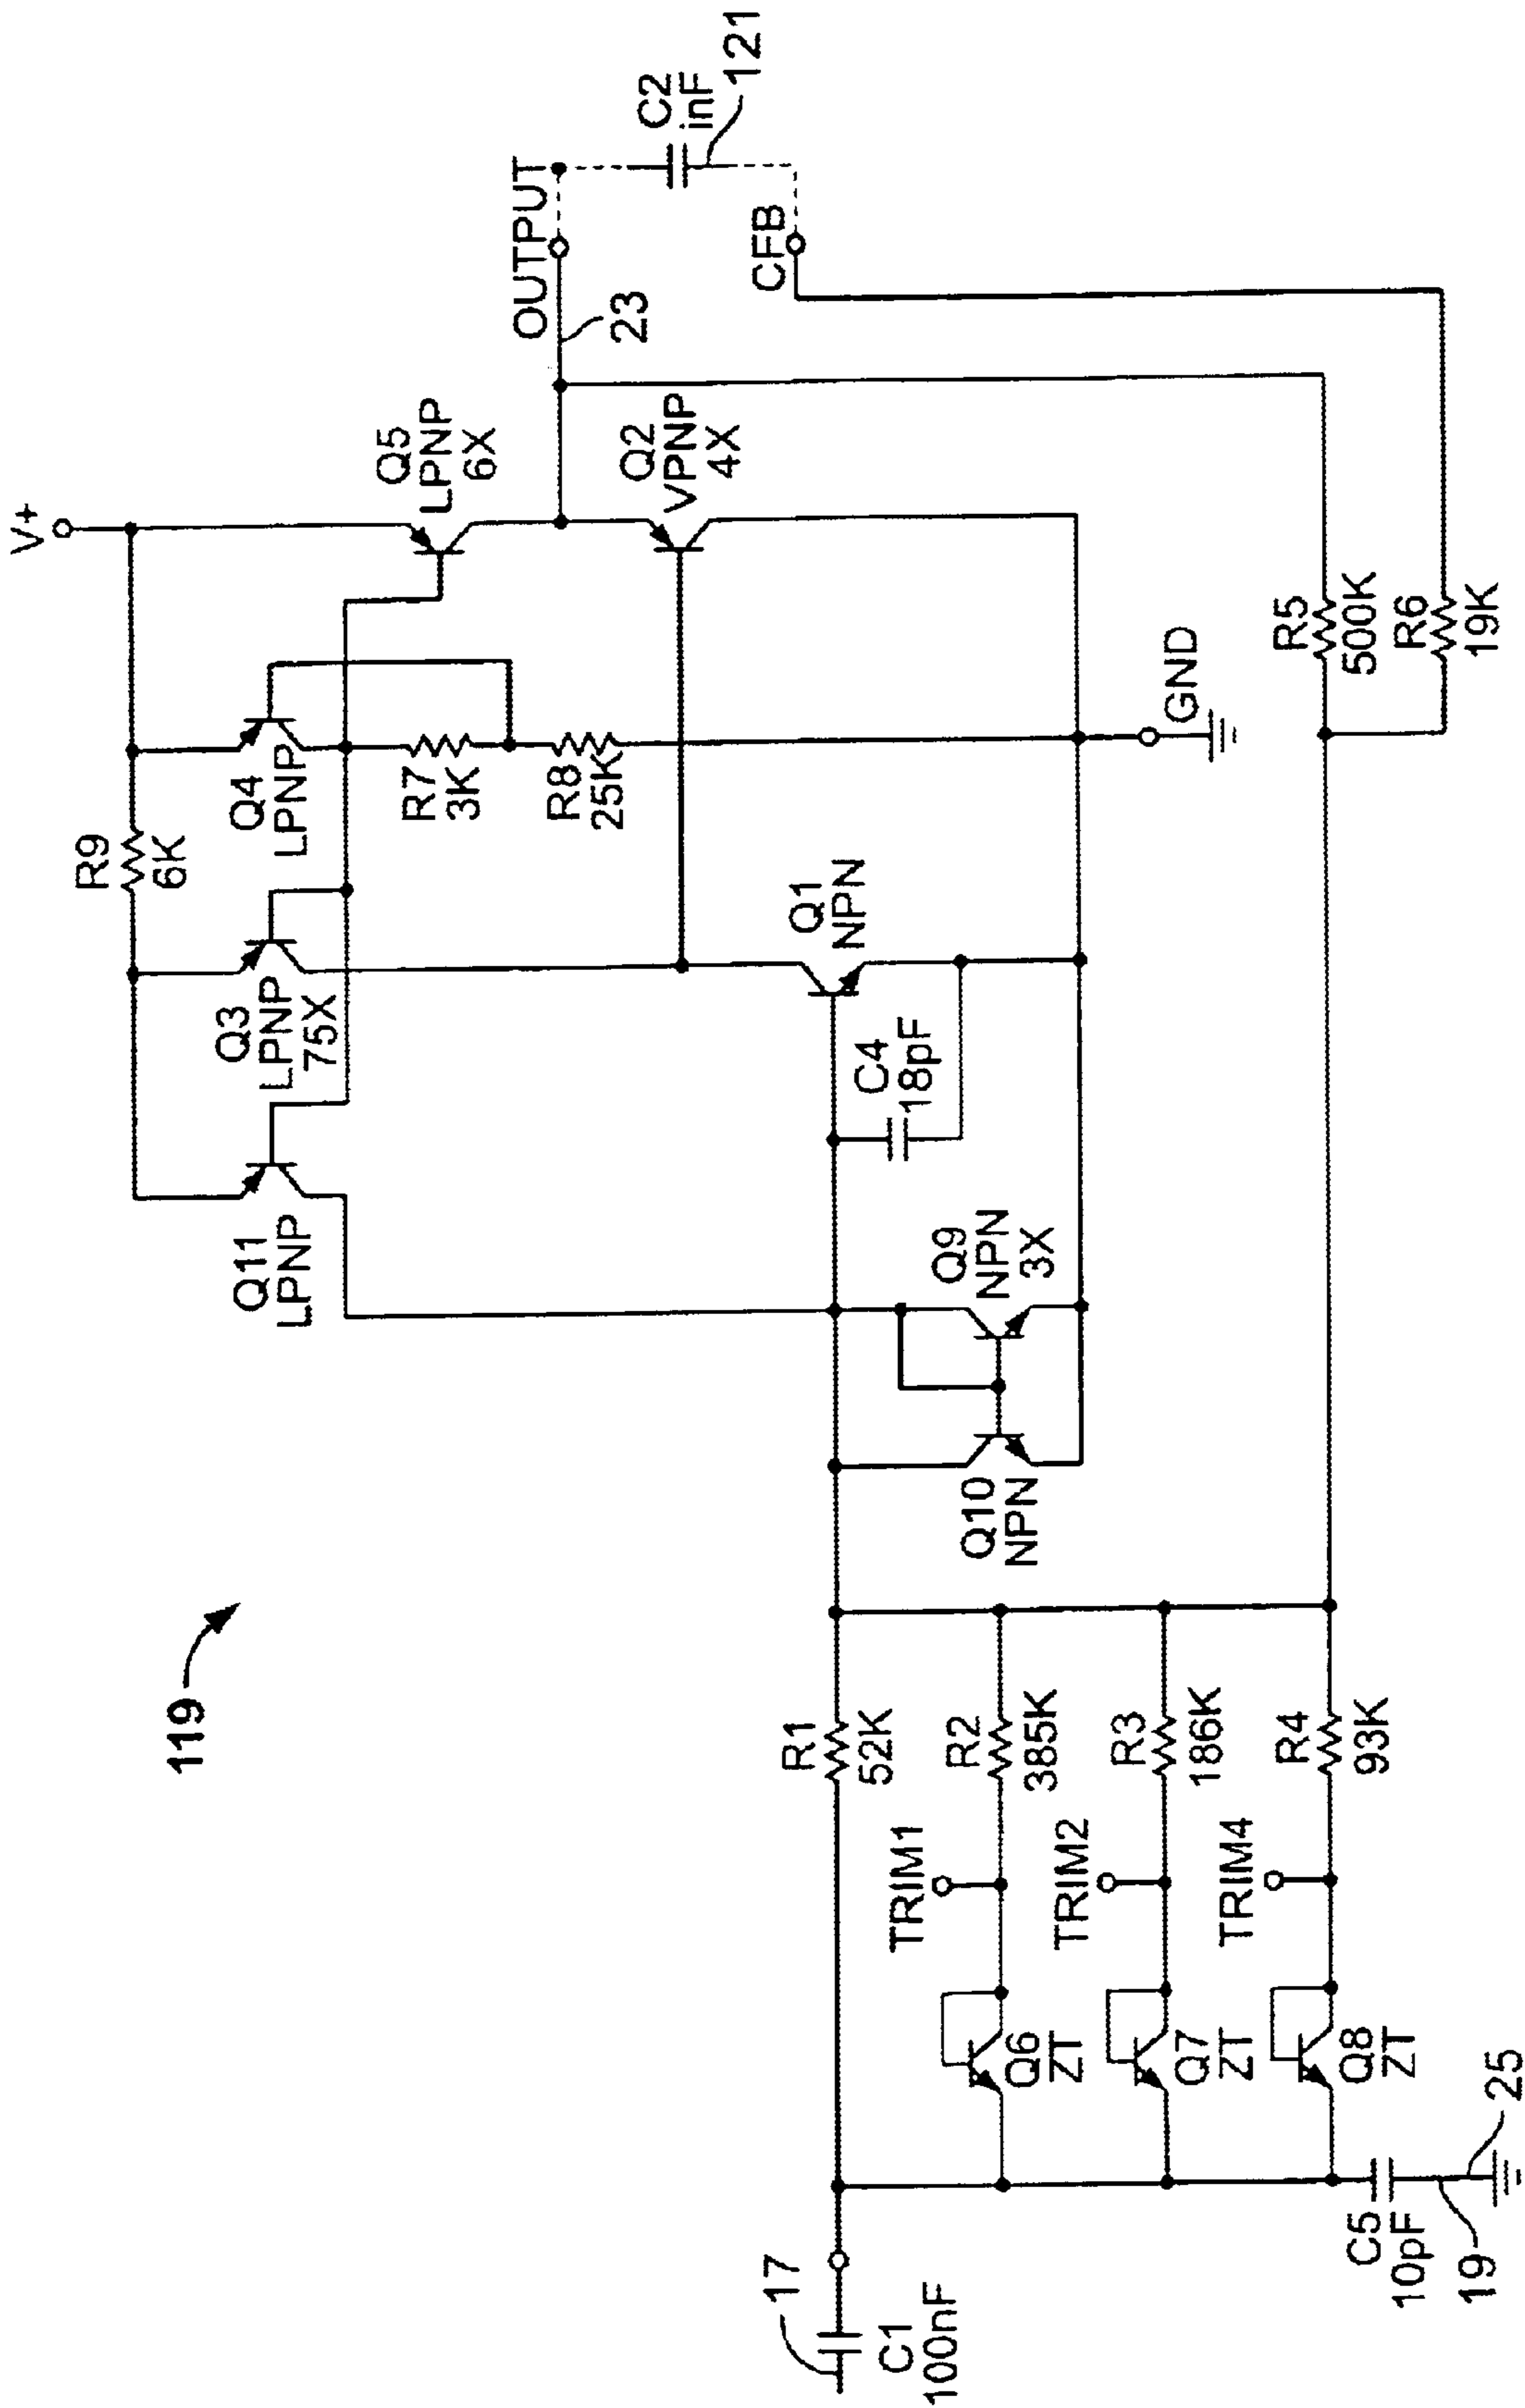 119
V+
R9
6K
Q11
LPNP
Q3
LPNP
75X
Q4
LPNP
Q5
LPNP
6X
R7
3K
R8
25K
OUTPUT
23
Q2
VPNP
4X
C2
inF
121
CFB
Q1
NPN
C4
18pF
Q9
NPN
3X
Q10
NPN
GND
R5
500K
R6
19K
17
C1
100nF
R1
52K
TRIM1
R2
385K
Q6
ZT
TRIM2
R3
186K
Q7
ZT
TRIM4
R4
93K
Q8
ZT
C5
10pF
19
25